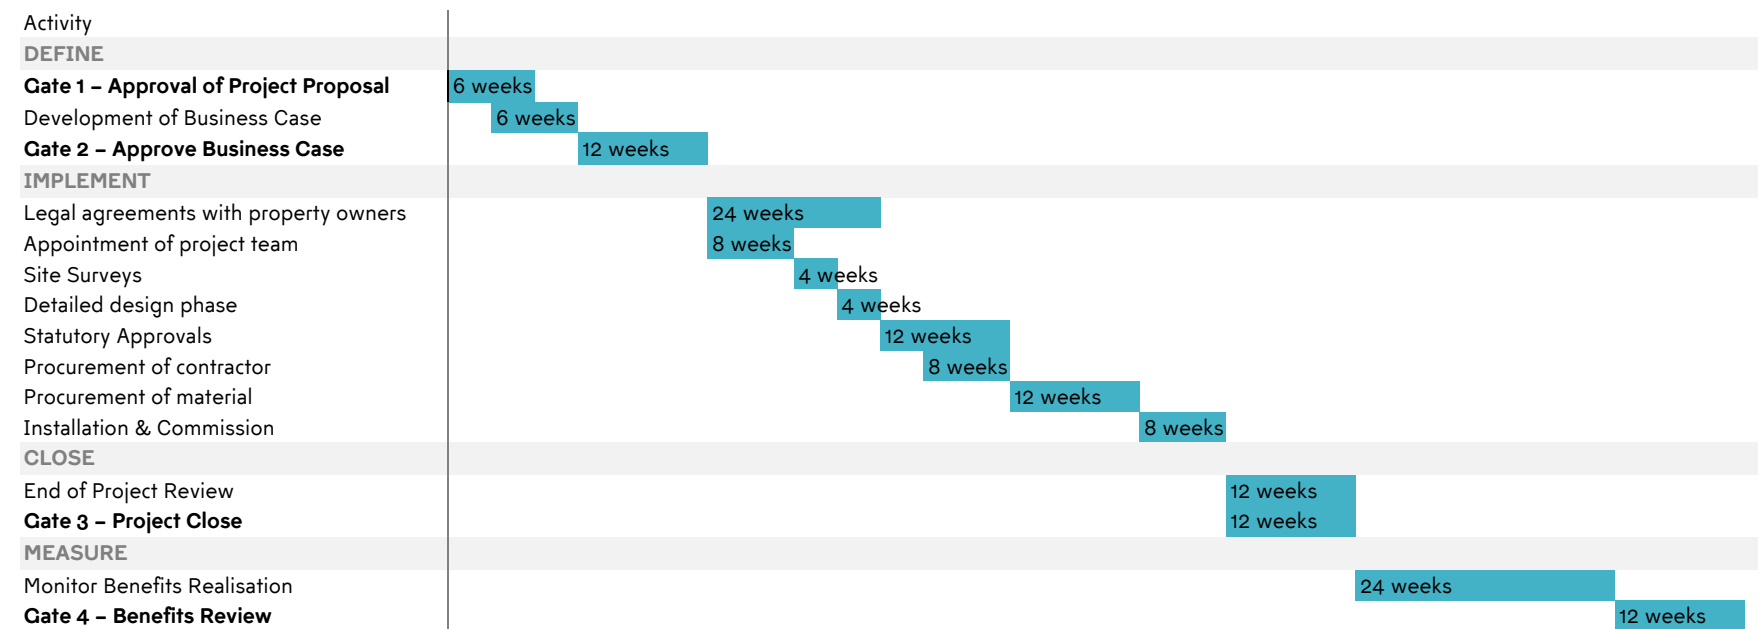 Activity
DEFINE
Gate 1 – Approval of Project Proposal 6 weeks
Development of Business Case 6 weeks
Gate 2 – Approve Business Case 12 weeks
IMPLEMENT
Legal agreements with property owners 24 weeks
Appointment of project team 8 weeks
Site Surveys 4 weeks
Detailed design phase 4 weeks
Statutory Approvals 12 weeks
Procurement of contractor 8 weeks
Procurement of material 12 weeks
Installation & Commission 8 weeks
CLOSE
End of Project Review 12 weeks
Gate 3 – Project Close 12 weeks
MEASURE
Monitor Benefits Realisation 24 weeks
Gate 4 – Benefits Review 12 weeks